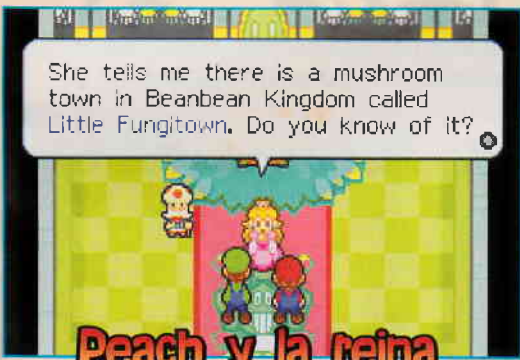 She tells me there is a mushroom
town in Beanbean Kingdom called
Little Fungitown. Do you know of it?
Peach y la reina